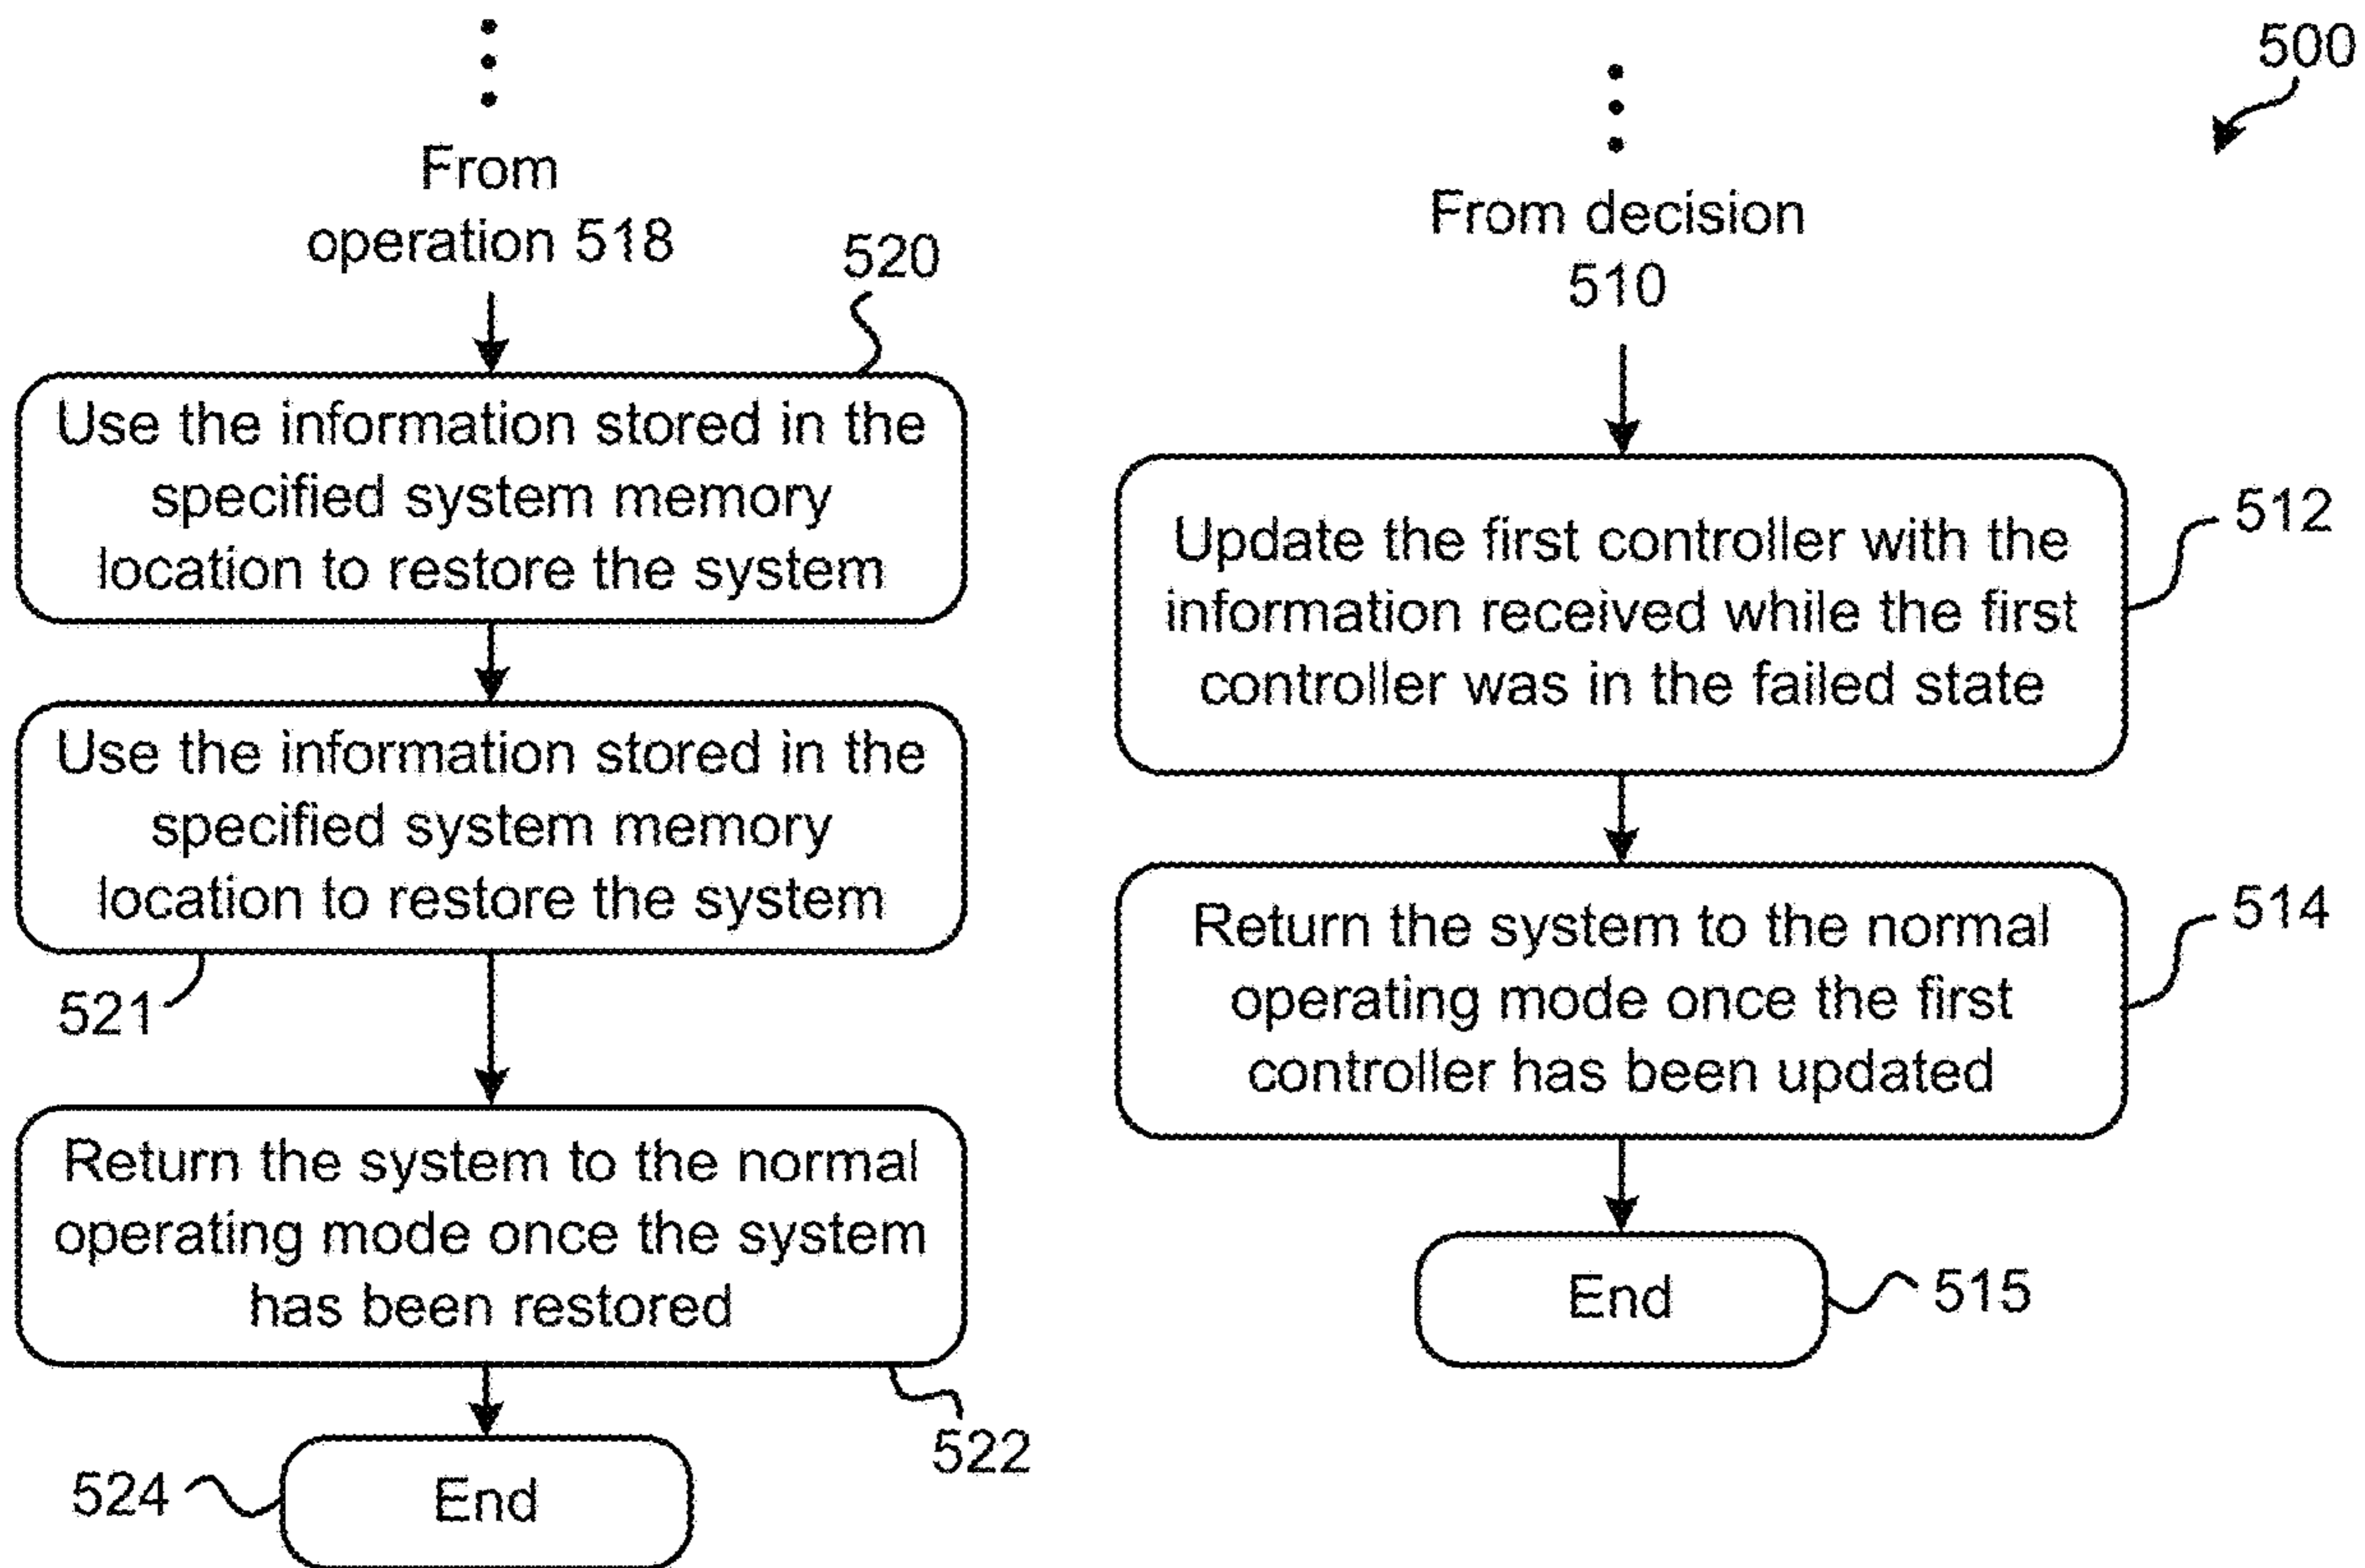 From
operation 518
520
Use the information stored in the
specified system memory
location to restore the system
Use the information stored in the
specified system memory
location to restore the system
521
Return the system to the normal
operating mode once the system
has been restored
522
524
End
500
From decision
510
Update the first controller with the
information received while the first
controller was in the failed state
512
Return the system to the normal
operating mode once the first
controller has been updated
514
End
515